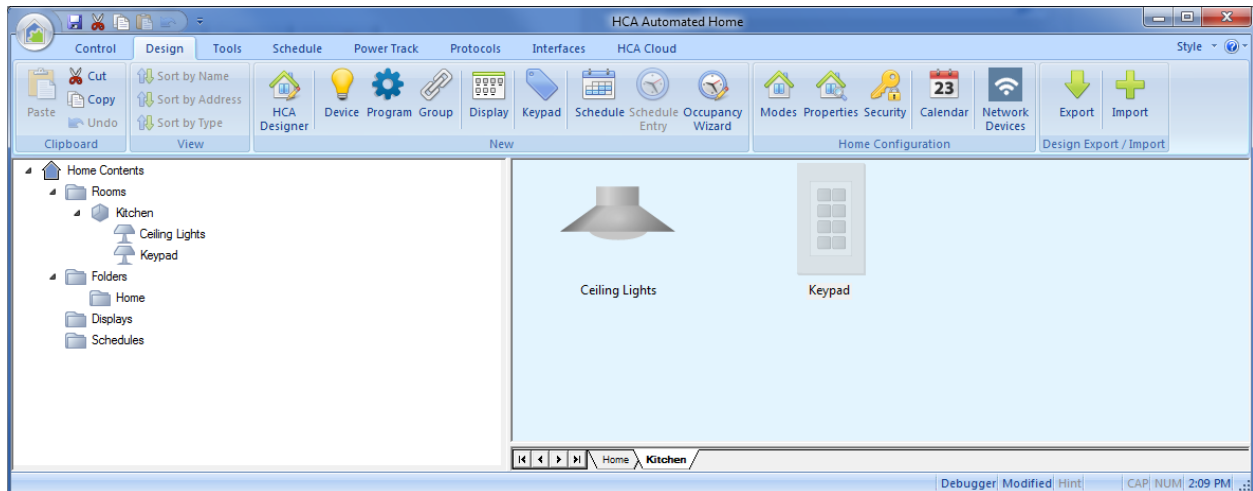 HCA Automated Home
Control Design Tools Schedule Power Track Protocols Interfaces HCA Cloud Style
Paste
Cut
Copy
Undo
Clipboard
Sort by Name
Sort by Address
Sort by Type
View
HCA
Designer
Device
Program
Group
Display
Keypad
Schedule
Schedule
Entry
Occupancy
Wizard
New
Modes
Properties
Security
23
Calendar
Network
Devices
Home Configuration
Export
Import
Design Export / Import
Home Contents
Rooms
Kitchen
Ceiling Lights
Keypad
Folders
Home
Displays
Schedules
Ceiling Lights
Keypad
Home Kitchen
Debugger Modified Hint CAP NUM 2:09 PM